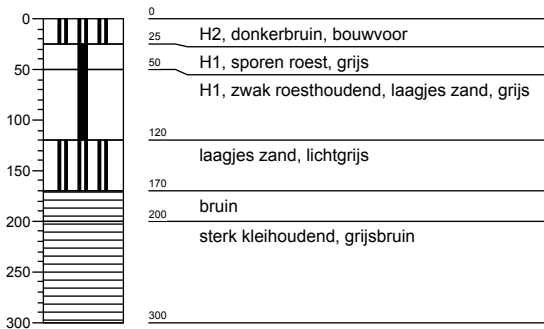 0
0
H2, donkerbruin, bouwvoor
25
H1, sporen roest, grijs
50
50
H1, zwak roesthoudend, laagjes zand, grijs
100
120
laagjes zand, lichtgrijs
150
170
bruin
200
200
sterk kleihoudend, grijsbruin
250
300
300